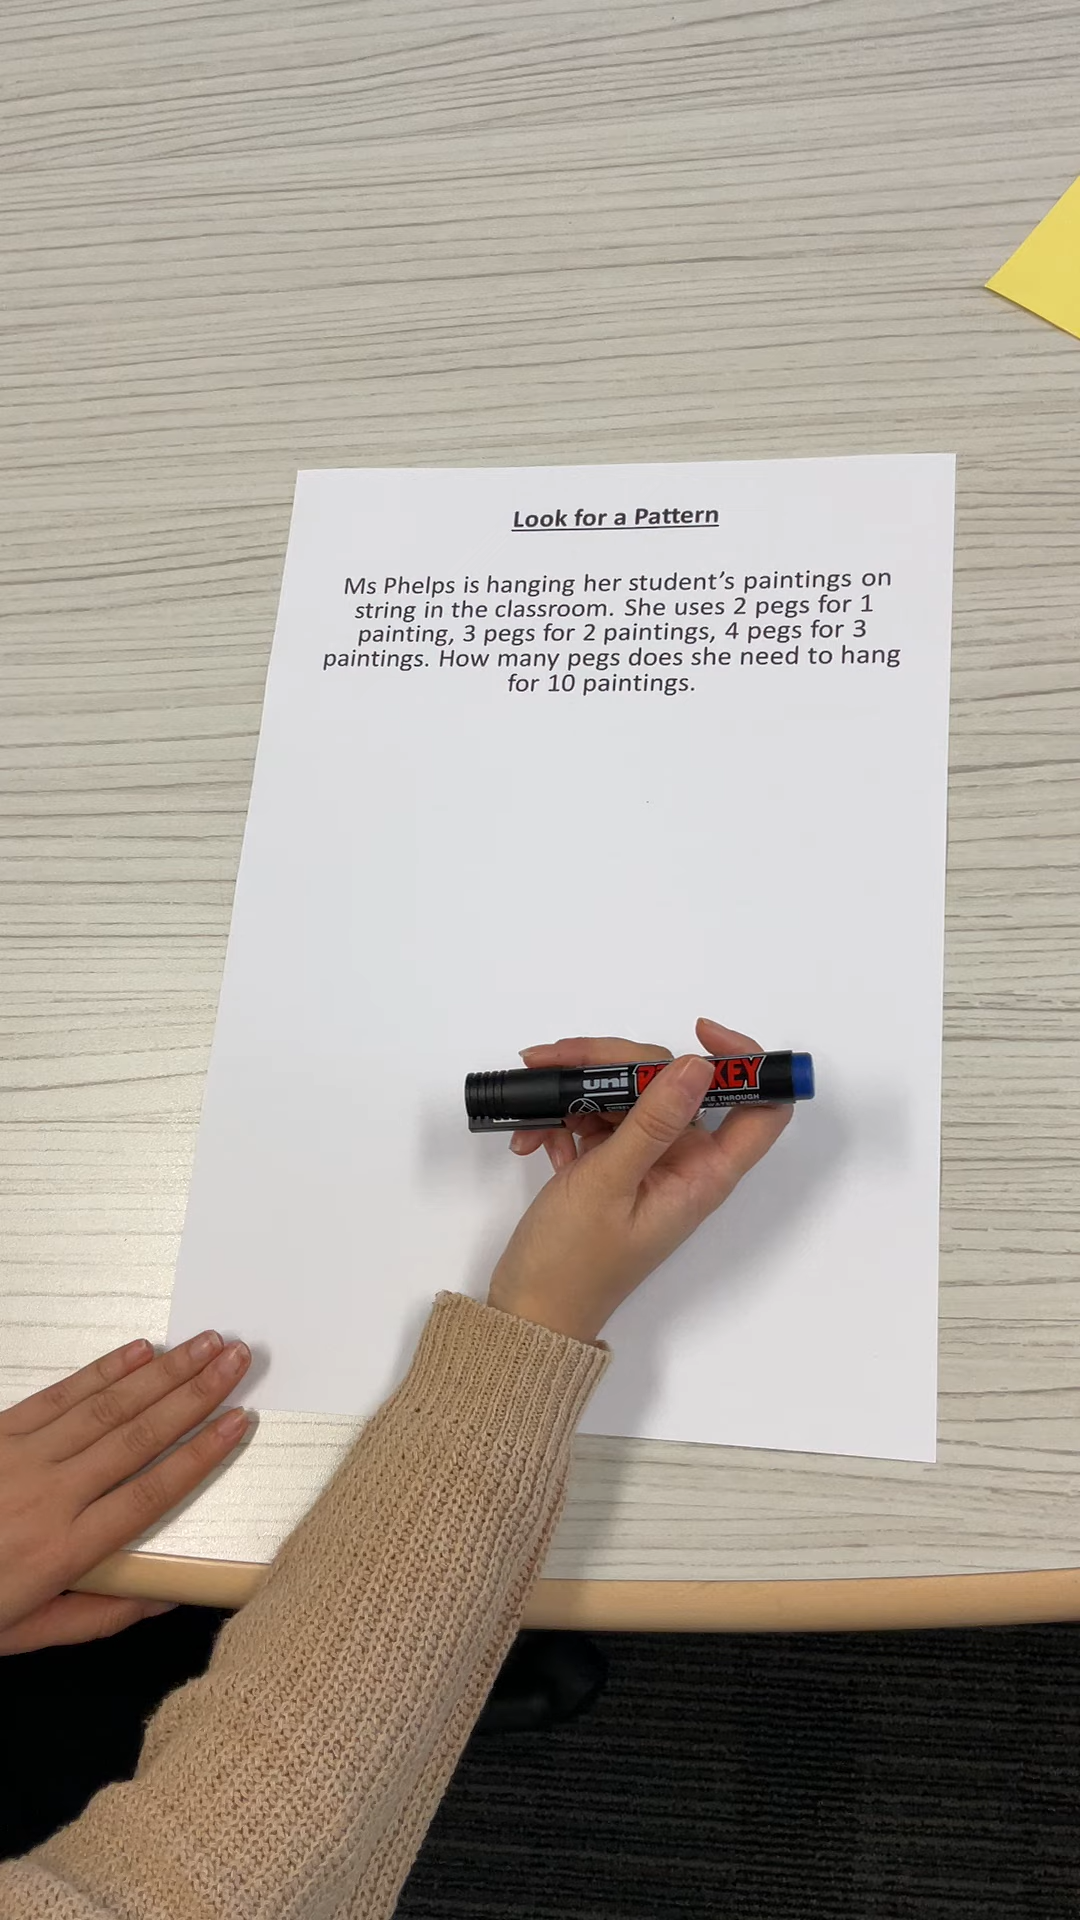 Look for a Pattern
Ms Phelps is hanging her student’s paintings on
string in the classroom. She uses 2 pegs for 1
painting, 3 pegs for 2 paintings, 4 pegs for 3
paintings. How many pegs does she need to hang
for 10 paintings.
uni